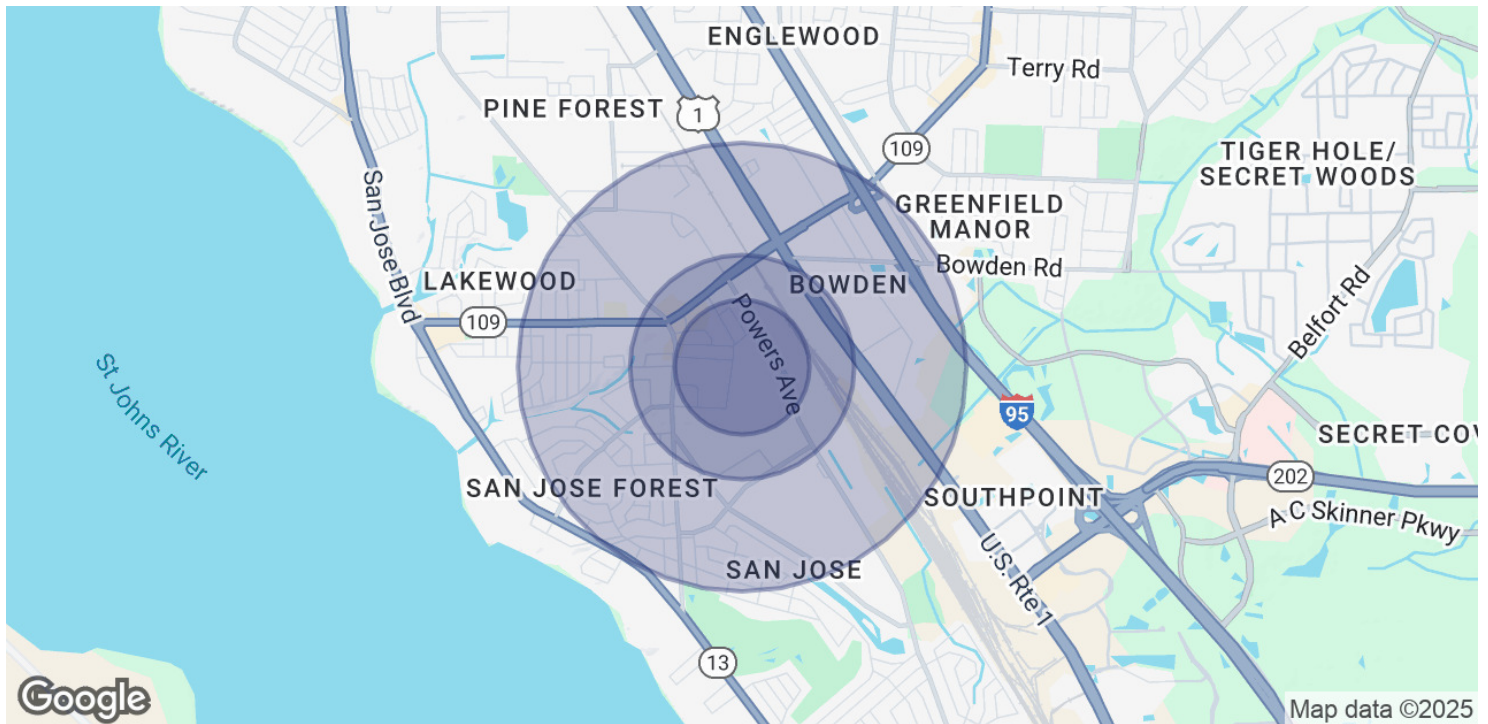 ENGLEWOOD
Terry Rd
PINE FOREST
1
109
TIGER HOLE/
SECRET WOODS
San Jose Blvd
GREENFIELD
MANOR
LAKEWOOD
BOWDEN
Bowden Rd
109
Powers Ave
Belfort Rd
St Johns River
95
SECRET COV
SAN JOSE FOREST
SOUTHPOINT
202
A C Skinner Pkwy
SAN JOSE
U.S. Rte 1
13
Google
Map data ©2025